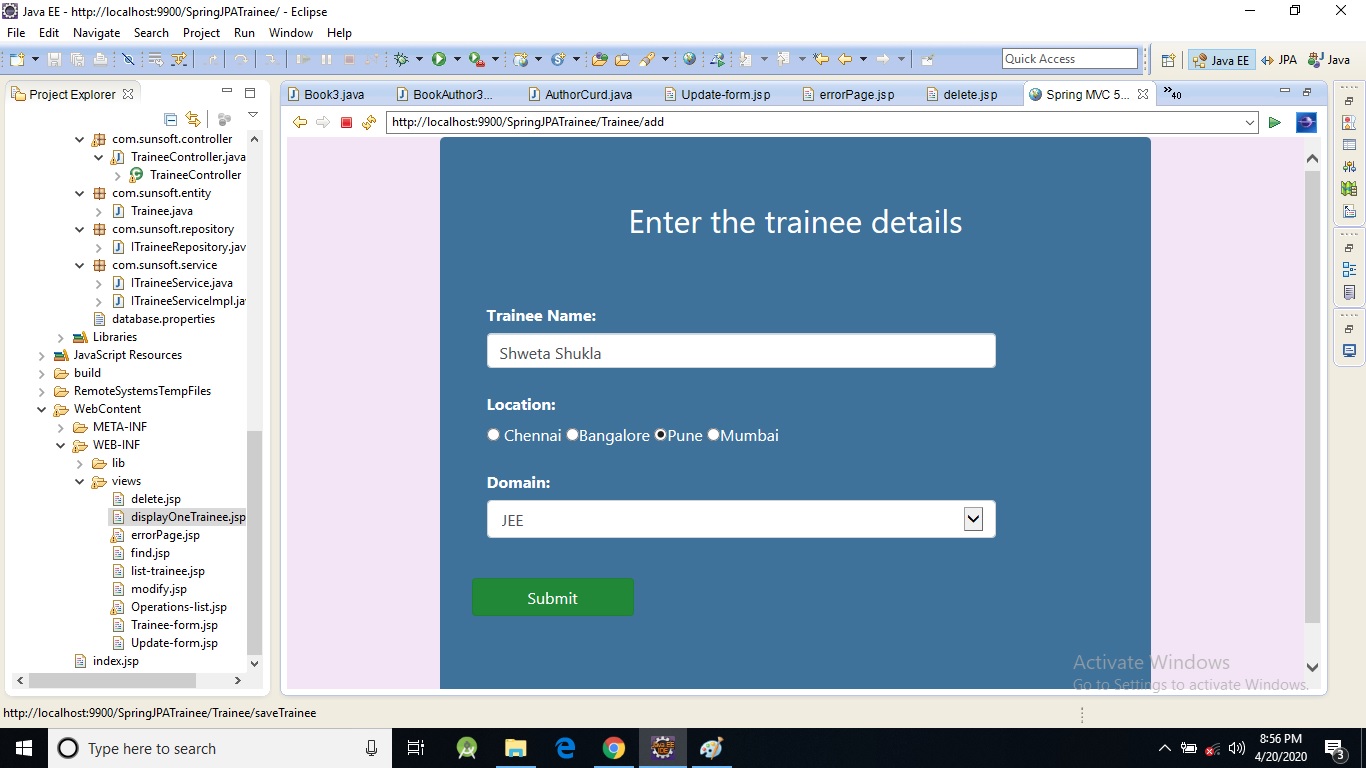 Java EE - http://localhost:9900/SpringJPATrainee/ - Eclipse
File Edit Navigate Search Project Run Window Help
Quick Access
Java EE
JPA
Java
Project Explorer
Book3.java
BookAuthor3...
AuthorCurd.java
Update-form.jsp
errorPage.jsp
delete.jsp
Spring MVC 5...
»40
http://localhost:9900/SpringJPATrainee/Trainee/add
com.sunsoft.controller
TraineeController.java
TraineeController
com.sunsoft.entity
Trainee.java
com.sunsoft.repository
ITraineeRepository.jav
com.sunsoft.service
ITraineeService.java
ITraineeServiceImpl.ja
database.properties
Libraries
JavaScript Resources
build
RemoteSystemsTempFiles
WebContent
META-INF
WEB-INF
lib
views
delete.jsp
displayOneTrainee.jsp
errorPage.jsp
find.jsp
list-trainee.jsp
modify.jsp
Operations-list.jsp
Trainee-form.jsp
Update-form.jsp
index.jsp
Enter the trainee details
Trainee Name:
Shweta Shukla
Location:
Chennai Bangalore Pune Mumbai
Domain:
JEE
Submit
Activate Windows
Go to Settings to activate Windows.
http://localhost:9900/SpringJPATrainee/Trainee/saveTrainee
Type here to search
8:56 PM
4/20/2020
3